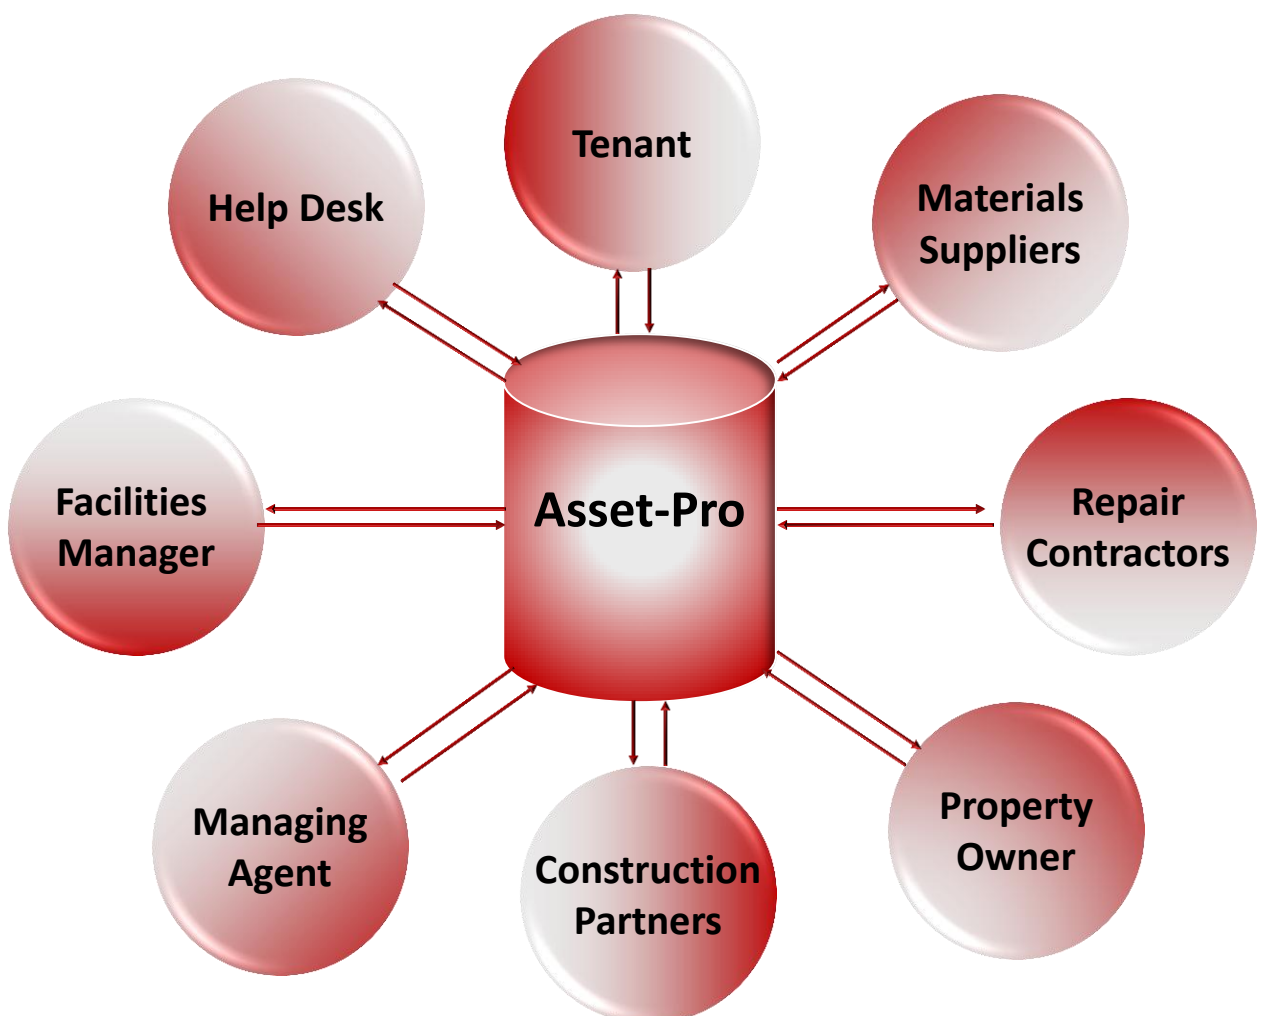 Tenant
Help Desk
Materials
Suppliers
Asset-Pro
Facilities
Manager
Repair
Contractors
Managing
Agent
Construction
Partners
Property
Owner